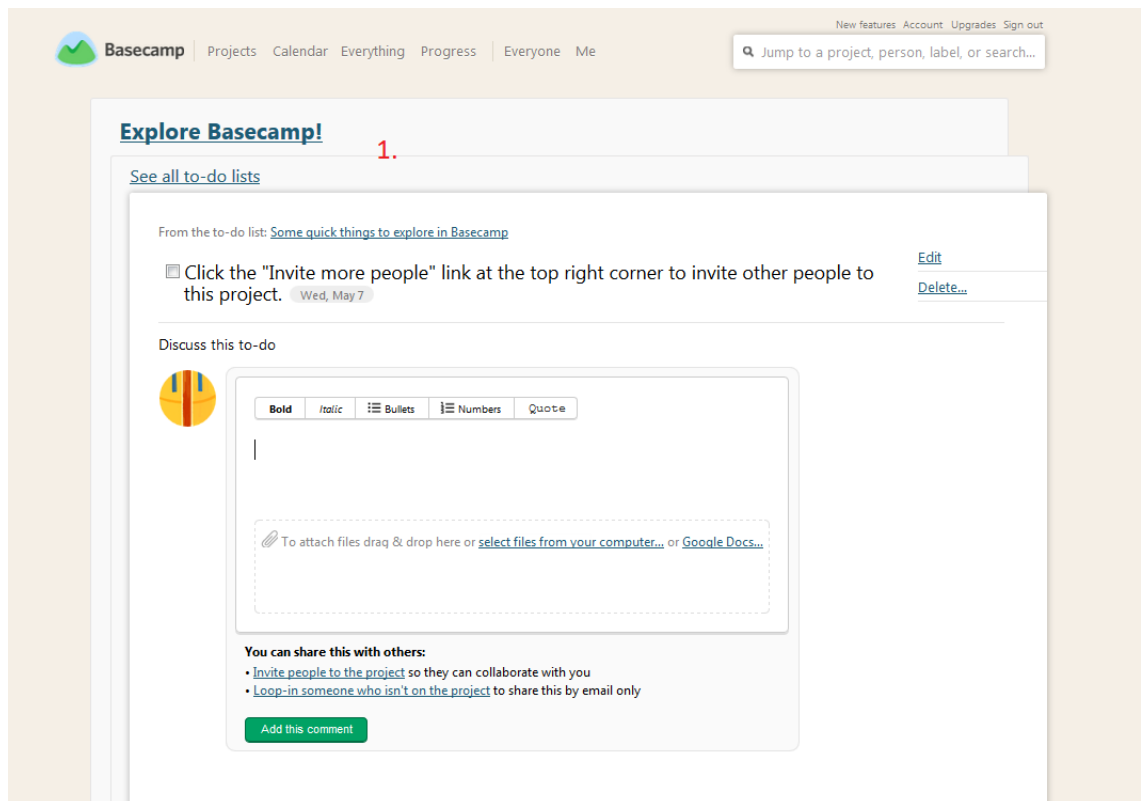 New features Account Upgrades Sign out
Basecamp Projects Calendar Everything Progress Everyone Me
Jump to a project, person, label, or search...
Explore Basecamp!
1.
See all to-do lists
From the to-do list: Some quick things to explore in Basecamp
Click the "Invite more people" link at the top right corner to invite other people to
this project. Wed, May 7
Edit
Delete...
Discuss this to-do
Bold Italic Bullets Numbers Quote
To attach files drag & drop here or select files from your computer... or Google Docs...
You can share this with others:
• Invite people to the project so they can collaborate with you
• Loop-in someone who isn't on the project to share this by email only
Add this comment